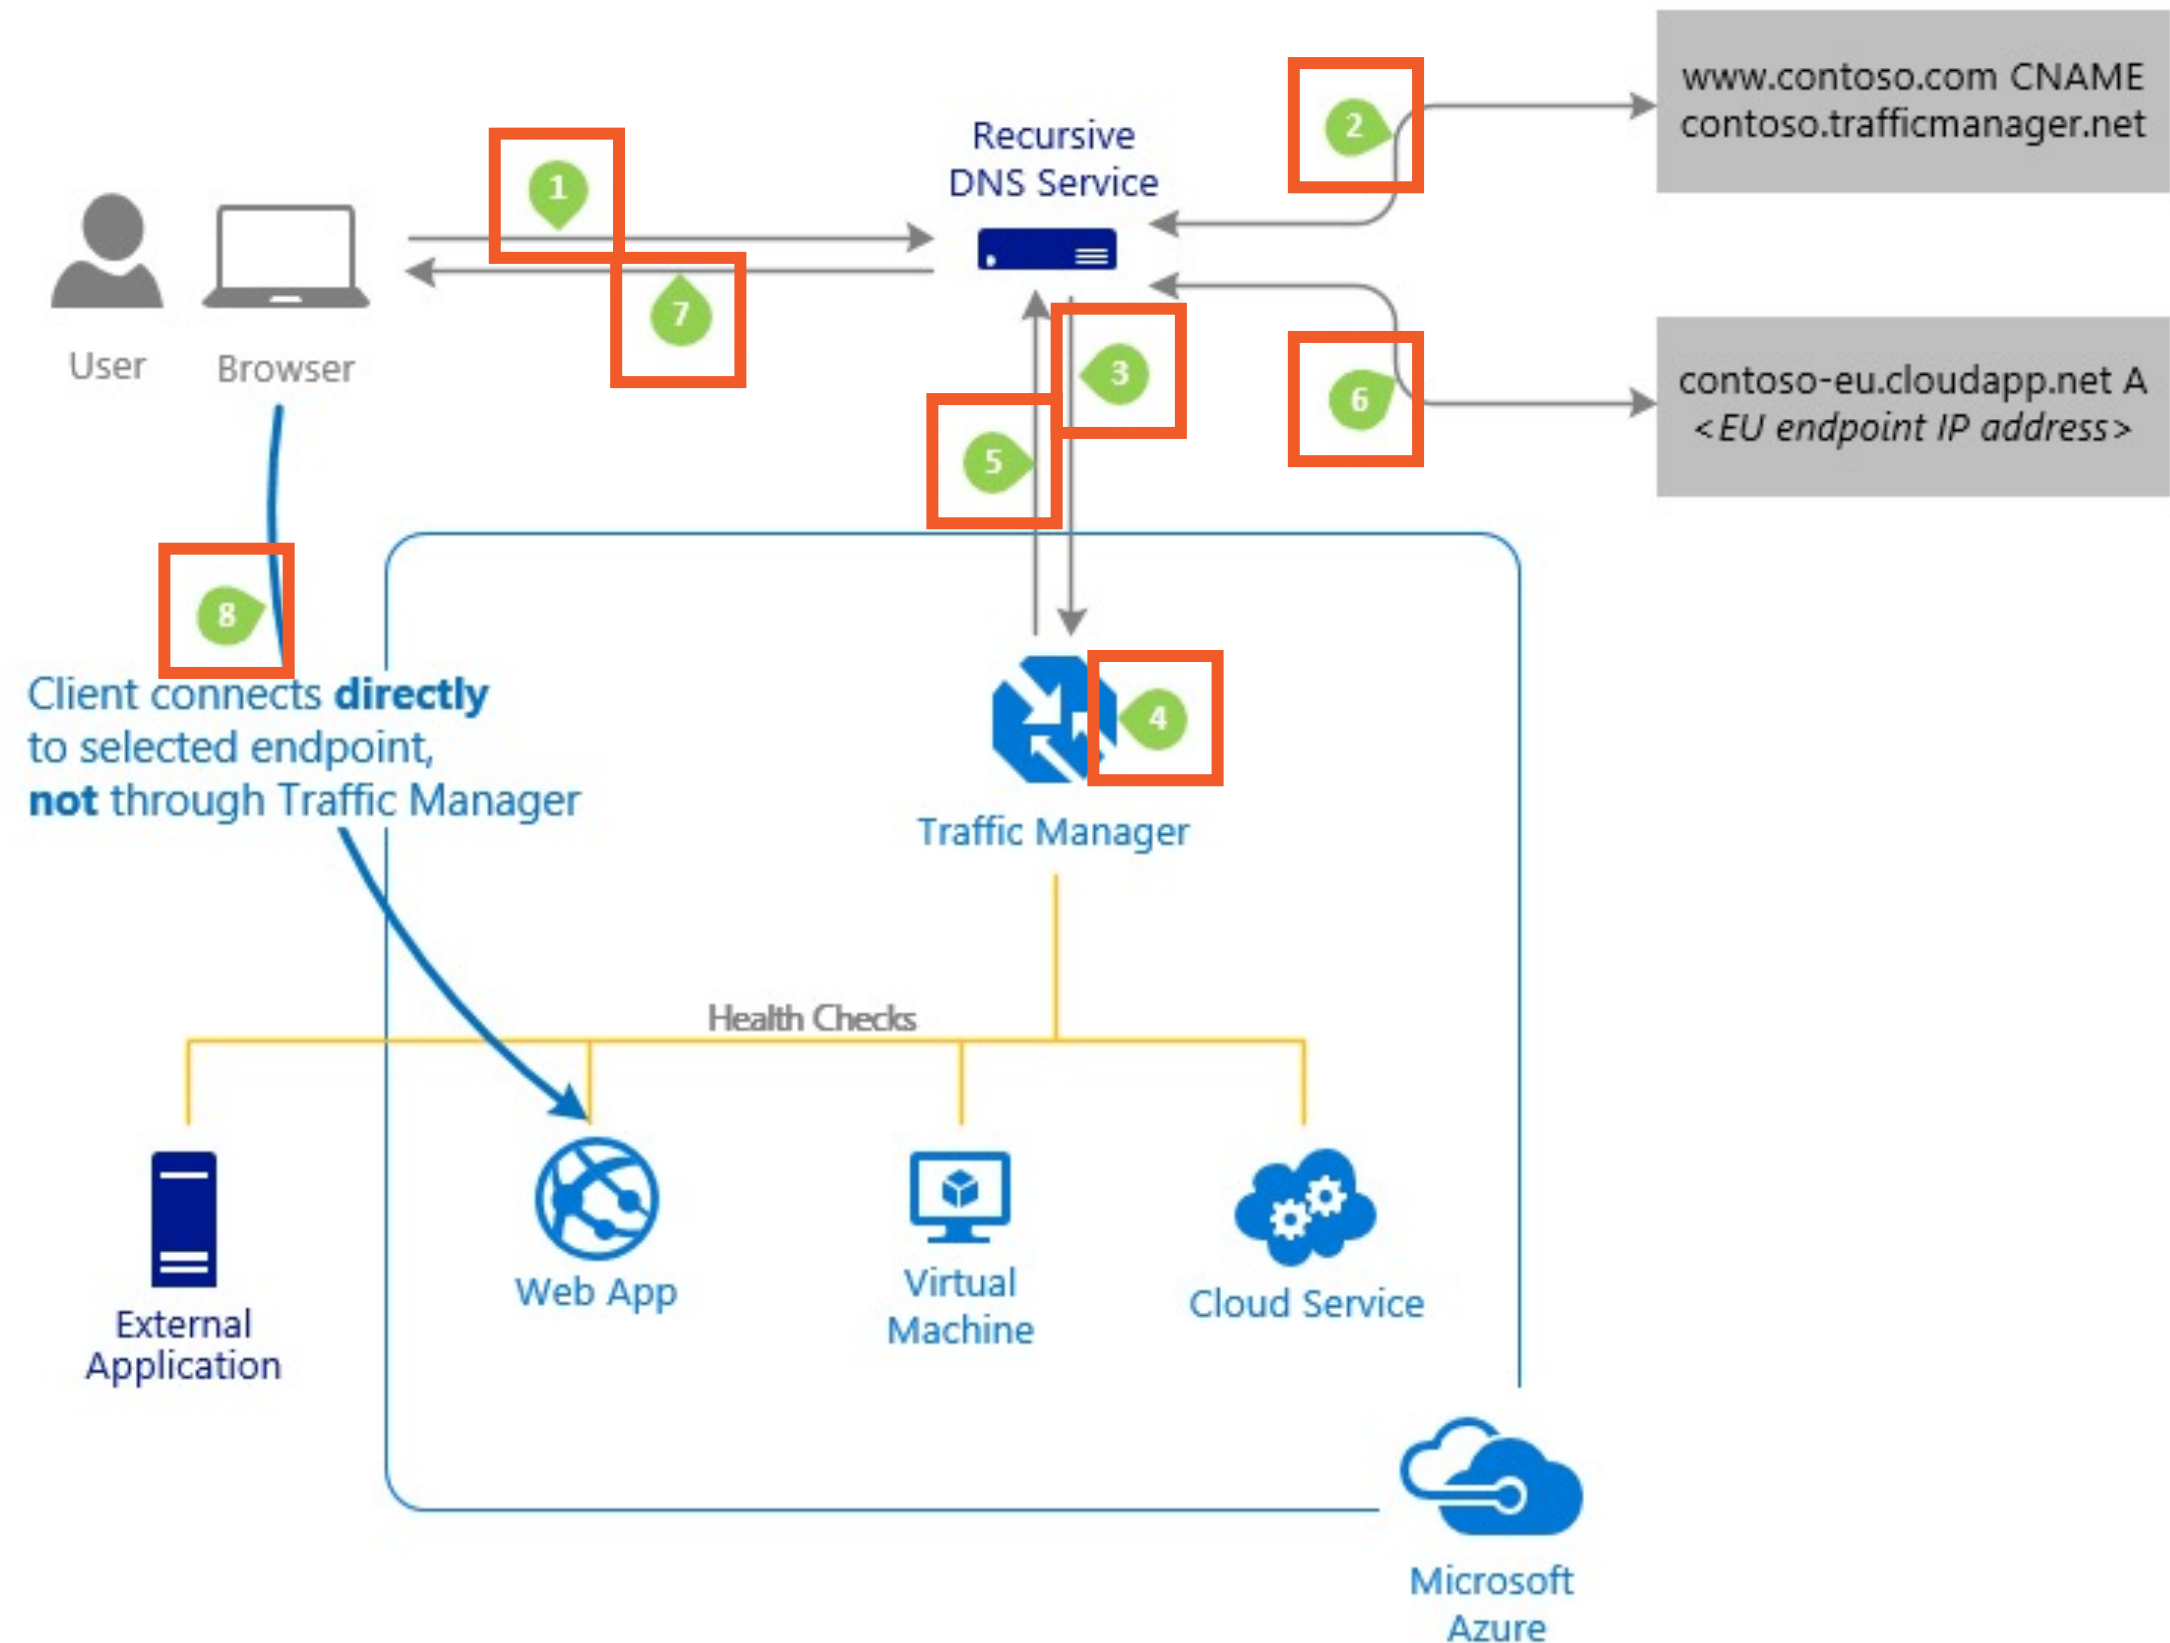 www.contoso.com CNAME
contoso.trafficmanager.net
2
Recursive
DNS Service
1
7
3
User
Browser
6
contoso-eu.cloudapp.net A
<EU endpoint IP address>
5
8
Client connects directly
to selected endpoint,
not through Traffic Manager
4
Traffic Manager
Health Checks
External
Application
Web App
Virtual
Machine
Cloud Service
Microsoft
Azure